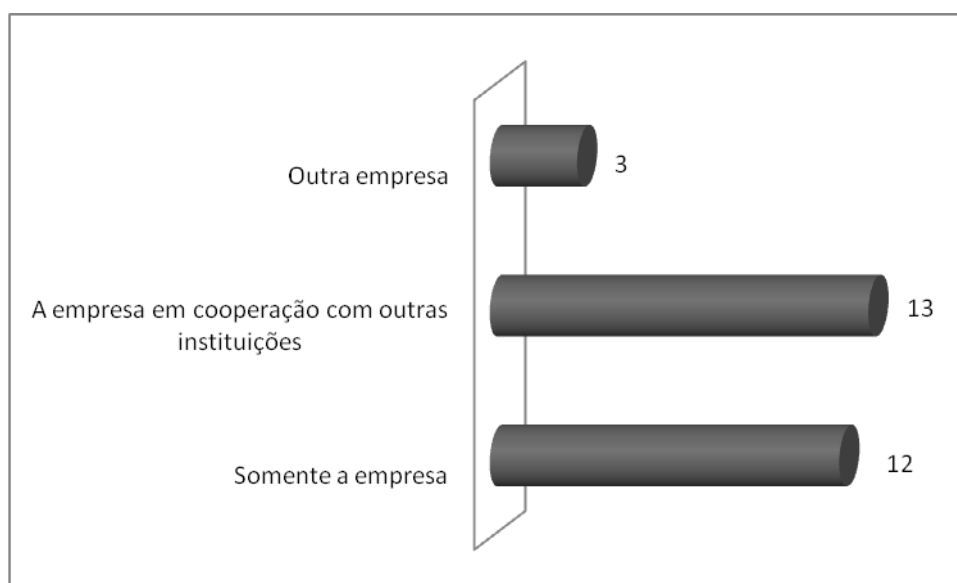 Outra empresa
3
A empresa em cooperação com outras
instituições
13
Somente a empresa
12